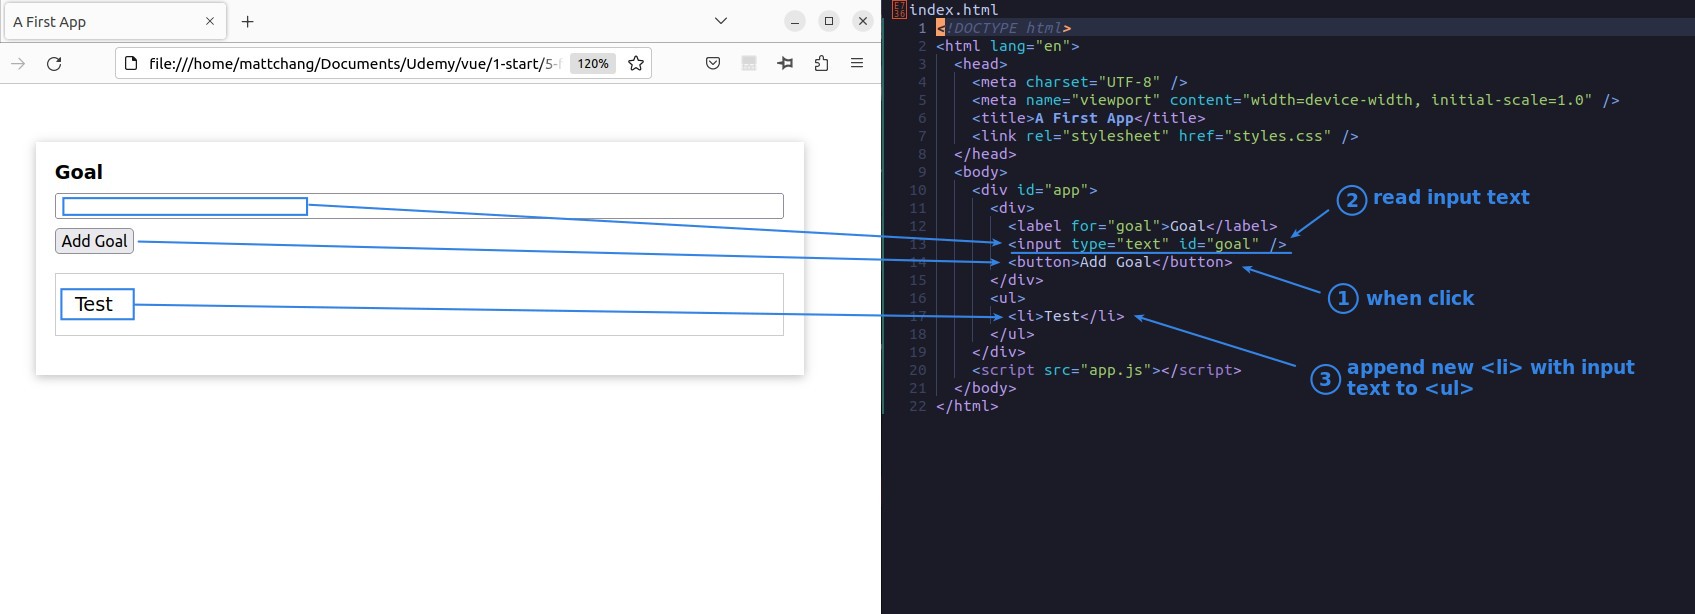 A First App
file:///home/mattchang/Documents/Udemy/vue/1-start/5-f
120%
Goal
Add Goal
Test
E7
36
index.html
1 <!DOCTYPE html>
2 <html lang="en">
3 <head>
4 <meta charset="UTF-8" />
5 <meta name="viewport" content="width=device-width, initial-scale=1.0" />
6 <title>A First App</title>
7 <link rel="stylesheet" href="styles.css" />
8 </head>
9 <body>
10 <div id="app">
11 <div>
12 <label for="goal">Goal</label>
13 <input type="text" id="goal" />
14 <button>Add Goal</button>
15 </div>
16 <ul>
17 <li>Test</li>
18 </ul>
19 </div>
20 <script src="app.js"></script>
21 </body>
22 </html>
2 read input text
1 when click
3 append new <li> with input
text to <ul>